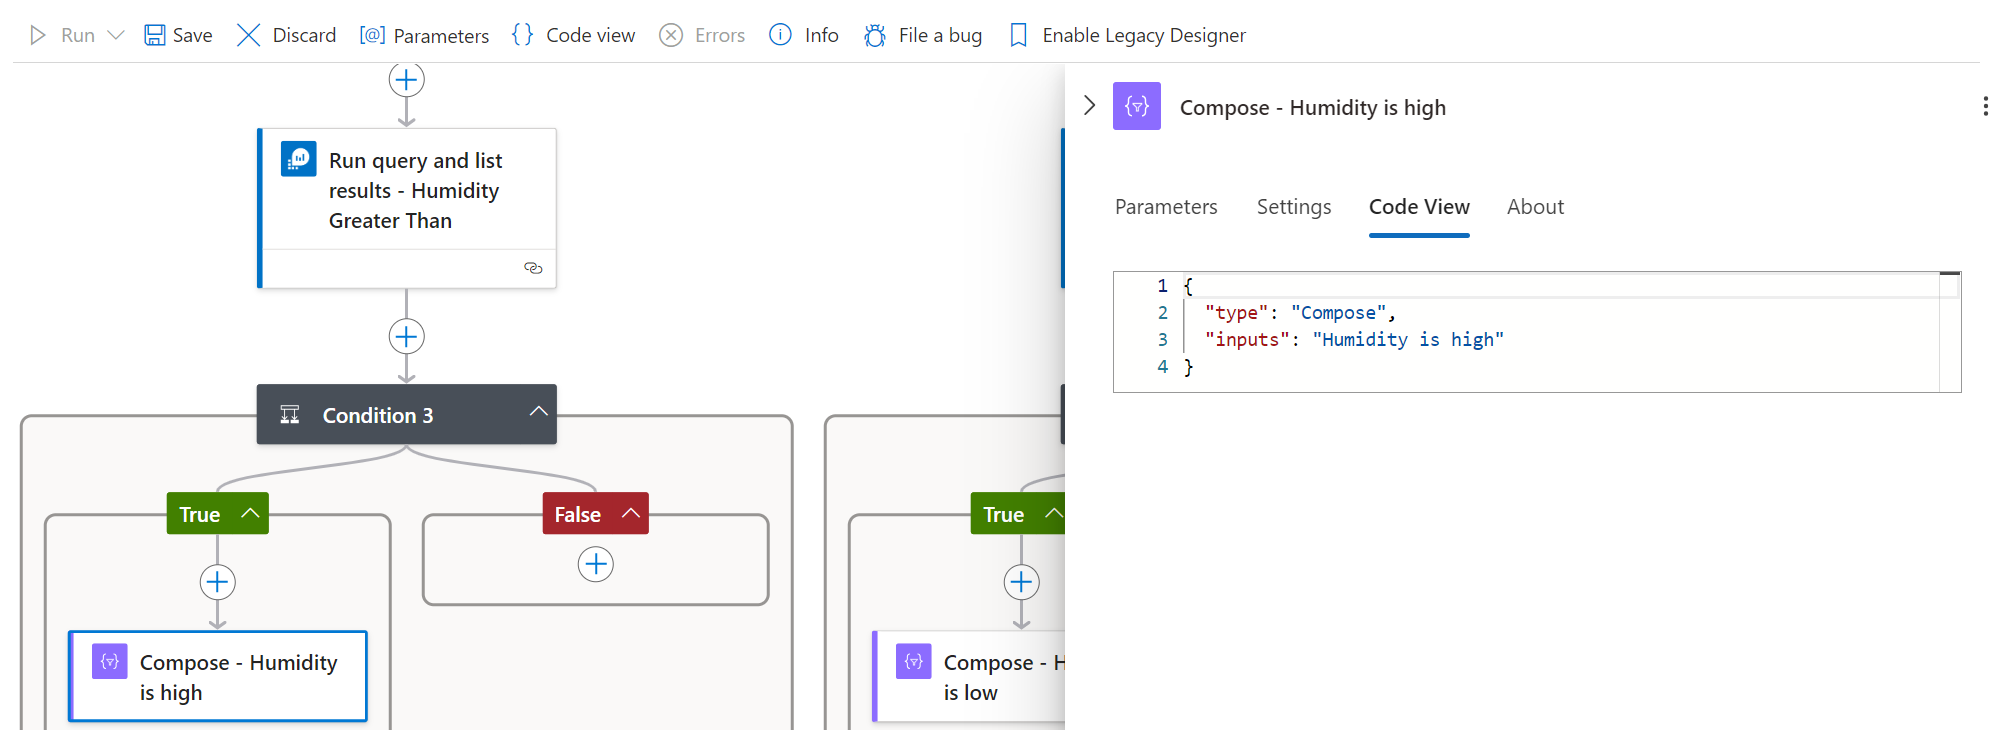 Run Save Discard [@] Parameters {} Code view Errors Info File a bug Enable Legacy Designer
Run query and list
results - Humidity
Greater Than
Condition 3
True
False
Compose - Humidity
is high
True
Compose - H
is low
Compose - Humidity is high
Parameters Settings Code View About
1 {
2 "type": "Compose",
3 "inputs": "Humidity is high"
4 }